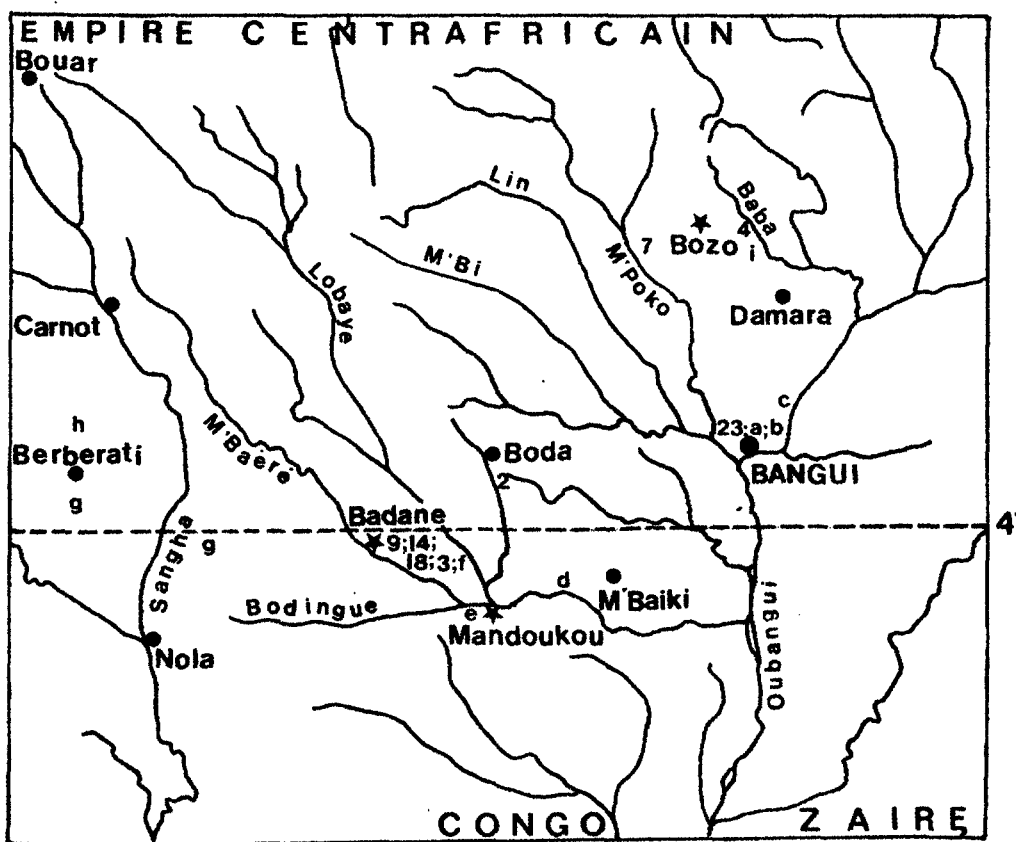 EMPIRE CENTRAFRICAIN
Bouar
Lin
Baba
4
i
7
Bozo
M'Bi
M'Poko
Lobaye
Damara
Carnot
c
h
23;a;b
Berberati
M'Baéré
Boda
BANGUI
g
2
Badane
4°
Sangha
g
9;14;
18;3;f
d
Bodingue
e
M'Baiki
Mandoukou
Oubangui
Nola
CONGO
ZAIRE